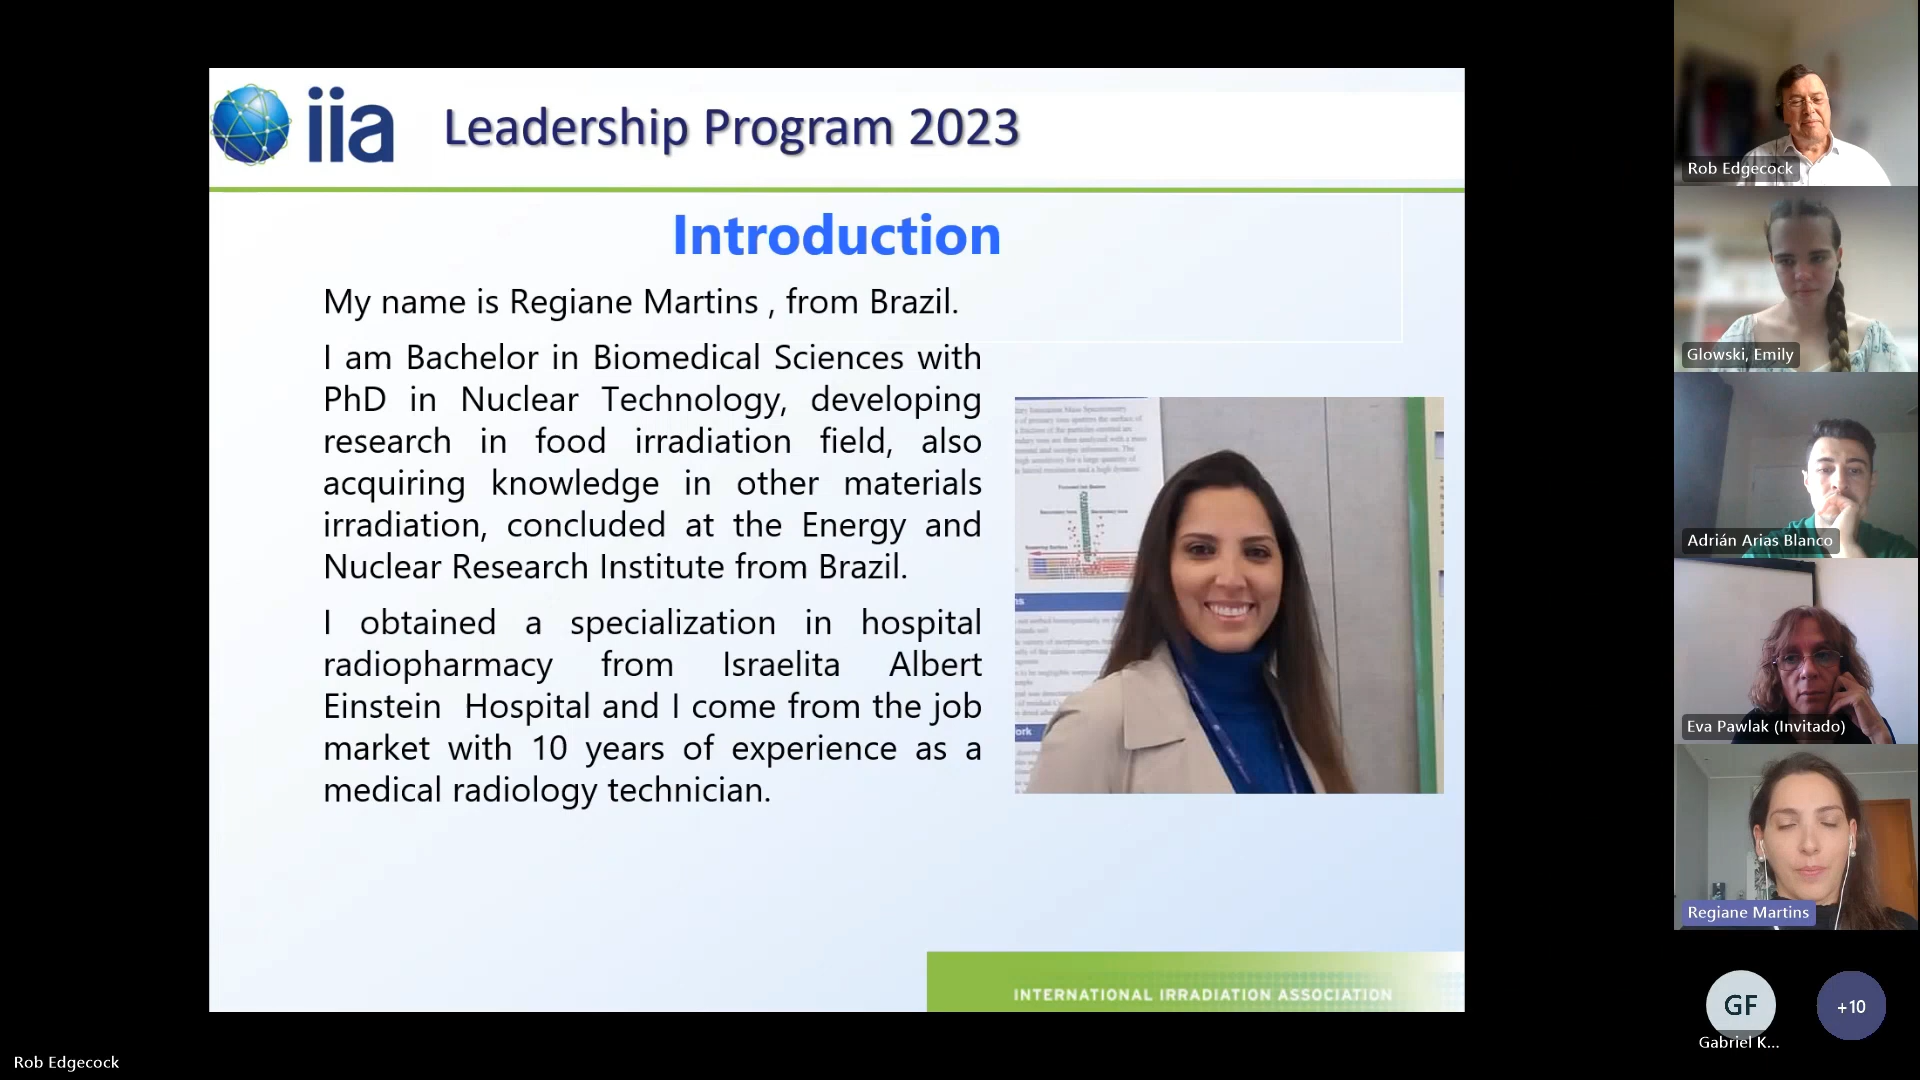 iia
Leadership Program 2023
Introduction
My name is Regiane Martins , from Brazil.
I am Bachelor in Biomedical Sciences with
PhD in Nuclear Technology, developing
research in food irradiation field, also
acquiring knowledge in other materials
irradiation, concluded at the Energy and
Nuclear Research Institute from Brazil.
I obtained a specialization in hospital
radiopharmacy from Israelita Albert
Einstein Hospital and I come from the job
market with 10 years of experience as a
medical radiology technician.
INTERNATIONAL IRRADIATION ASSOCIATION
Rob Edgecock
Glowski, Emily
Adrián Arias Blanco
Eva Pawlak (Invitado)
Regiane Martins
GF
+10
Gabriel K...
Rob Edgecock